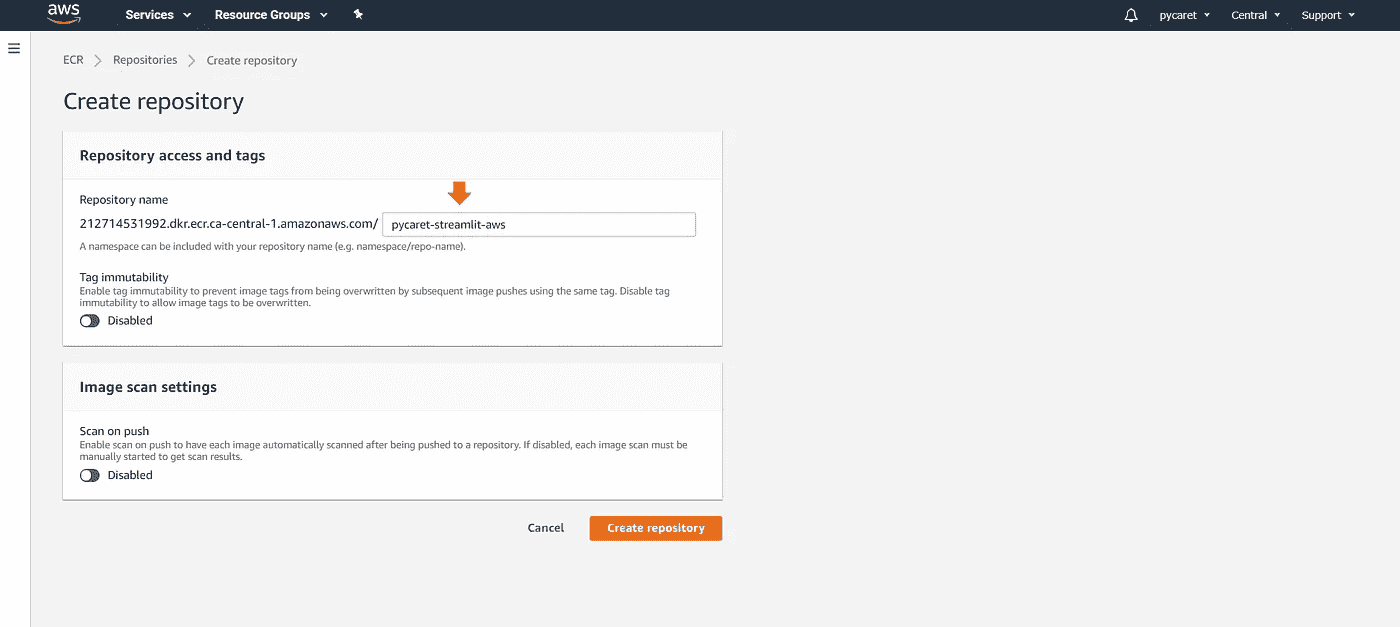 aws Services Resource Groups pycaret Central Support
ECR Repositories Create repository
Create repository
Repository access and tags
Repository name
212714531992.dkr.ecr.ca-central-1.amazonaws.com/ pycaret-streamlit-aws
A namespace can be included with your repository name (e.g. namespace/repo-name).
Tag immutability
Enable tag immutability to prevent image tags from being overwritten by subsequent image pushes using the same tag. Disable tag
immutability to allow image tags to be overwritten.
Disabled
Image scan settings
Scan on push
Enable scan on push to have each image automatically scanned after being pushed to a repository. If disabled, each image scan must be
manually started to get scan results.
Disabled
Cancel Create repository